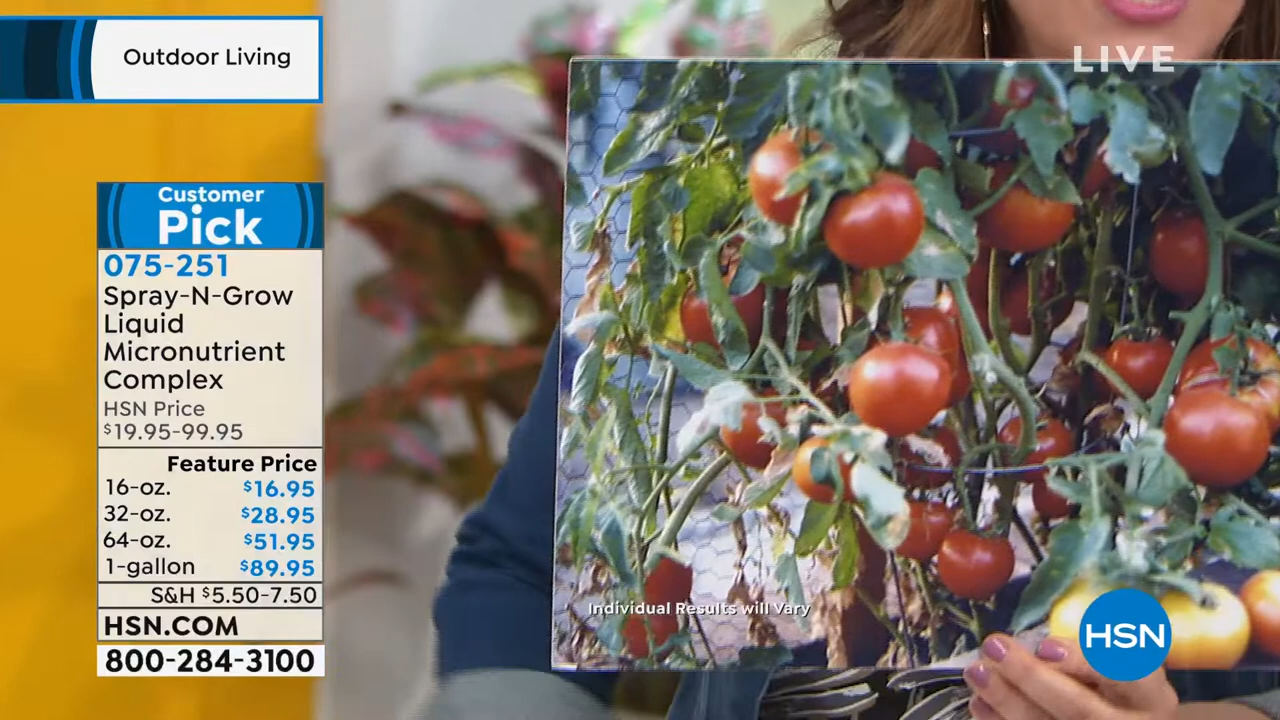 Outdoor Living
LIVE
Customer
Pick
075-251
Spray-N-Grow
Liquid
Micronutrient
Complex
HSN Price
$19.95-99.95
Feature Price
16-oz. $16.95
32-oz. $28.95
64-oz. $51.95
1-gallon $89.95
S&H $5.50-7.50
HSN.COM
800-284-3100
Individual Results will Vary
HSN